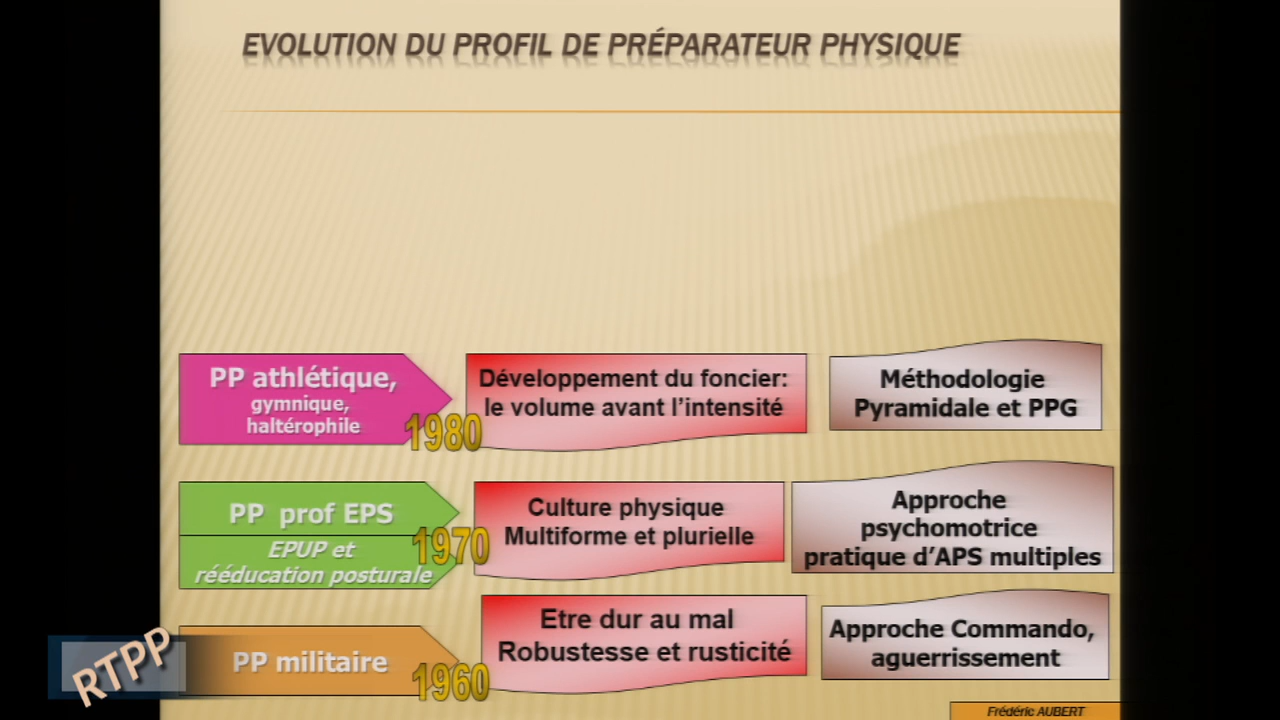 EVOLUTION DU PROFIL DE PRÉPARATEUR PHYSIQUE
PP athlétique,
gymnique,
haltérophile
1980
Développement du foncier:
le volume avant l'intensité
Méthodologie
Pyramidale et PPG
PP prof EPS
EPUP et
rééducation posturale
1970
Culture physique
Multiforme et plurielle
Approche
psychomotrice
pratique d'APS multiples
PP militaire
1960
Etre dur au mal
Robustesse et rusticité
Approche Commando,
aguerrissement
RTPP
Frédéric AUBERT